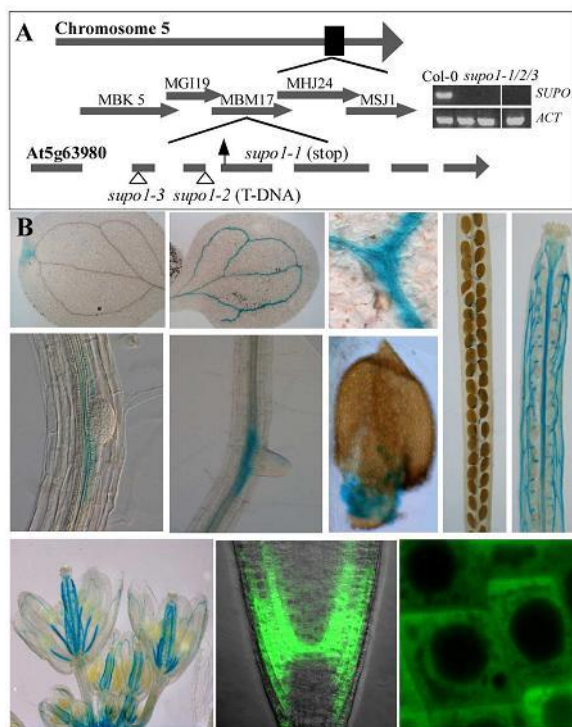 A
Chromosome 5
MGI19
MHJ24
MBK 5
MBM17
MSJ1
Col-0 supo1-1/2/3
SUPO
ACT
At5g63980
supo1-1 (stop)
supo1-3
supo1-2 (T-DNA)
B